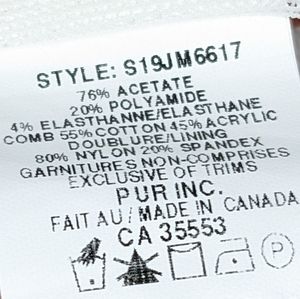 STYLE: S19JM6617
76% ACETATE
20% POLYAMIDE
4% ELASTHANNE/ELASTHANE
COMB 55% COTTON 45% ACRYLIC
DOUBLURE/LINING
80% NYLON 20% SPANDEX
GARNITURES NON-COMPRISES
EXCLUSIVE OF TRIMS
PUR INC.
FAIT AU/MADE IN CANADA
CA 35553
P